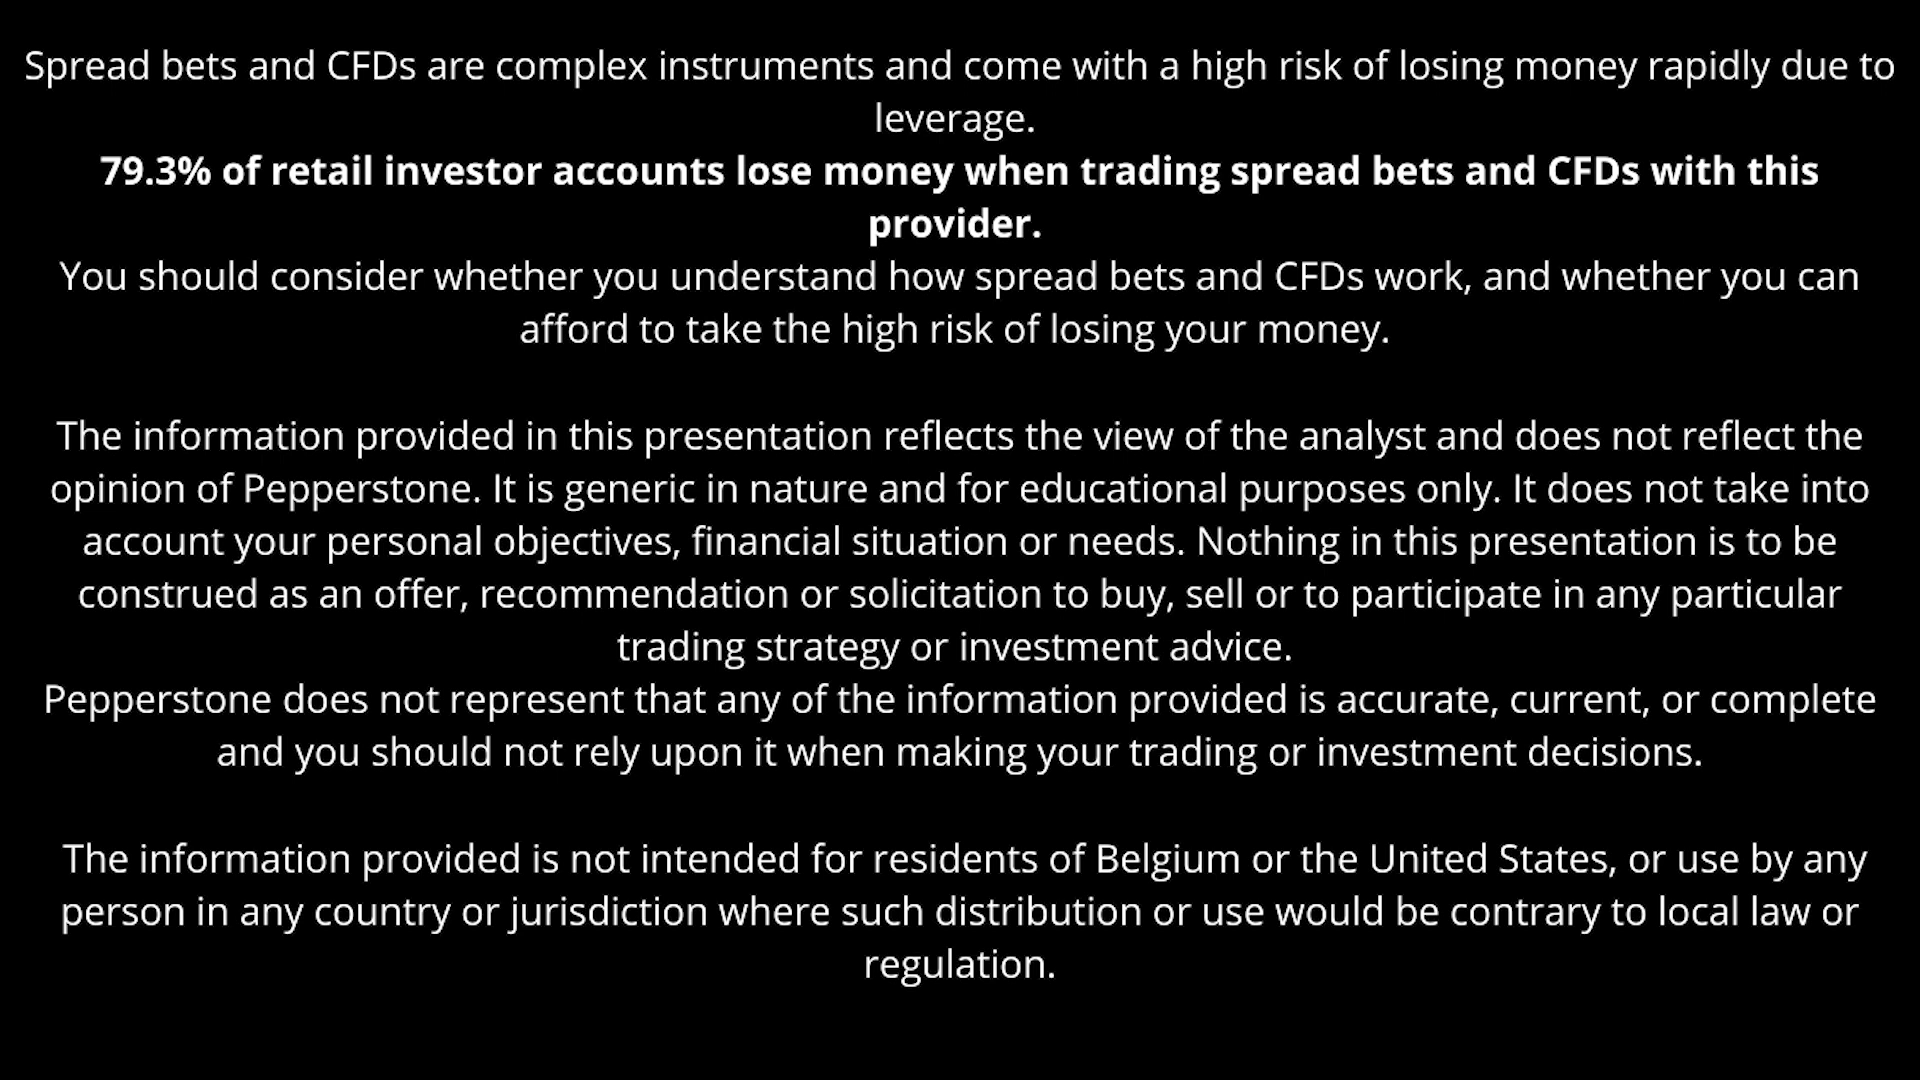 Spread bets and CFDs are complex instruments and come with a high risk of losing money rapidly due to
leverage.
79.3% of retail investor accounts lose money when trading spread bets and CFDs with this
provider.
You should consider whether you understand how spread bets and CFDs work, and whether you can
afford to take the high risk of losing your money.
The information provided in this presentation reflects the view of the analyst and does not reflect the
opinion of Pepperstone. It is generic in nature and for educational purposes only. It does not take into
account your personal objectives, financial situation or needs. Nothing in this presentation is to be
construed as an offer, recommendation or solicitation to buy, sell or to participate in any particular
trading strategy or investment advice.
Pepperstone does not represent that any of the information provided is accurate, current, or complete
and you should not rely upon it when making your trading or investment decisions.
The information provided is not intended for residents of Belgium or the United States, or use by any
person in any country or jurisdiction where such distribution or use would be contrary to local law or
regulation.